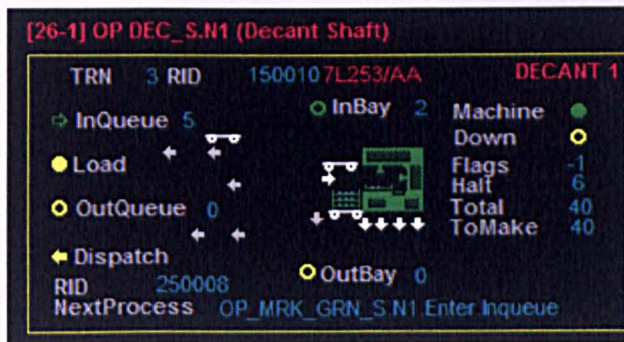 [26-1] OP DEC_S.N1 (Decant Shaft)
TRN 3 RID 150010 7L253/AA DECANT 1
InQueue 5 InBay 2 Machine
Down
Load Flags -1
Halt 6
OutQueue 0 Total 40
ToMake 40
Dispatch
OutBay 0
RID 250008
NextProcess OP_MRK_GRN_S.N1.Enter Inqueue